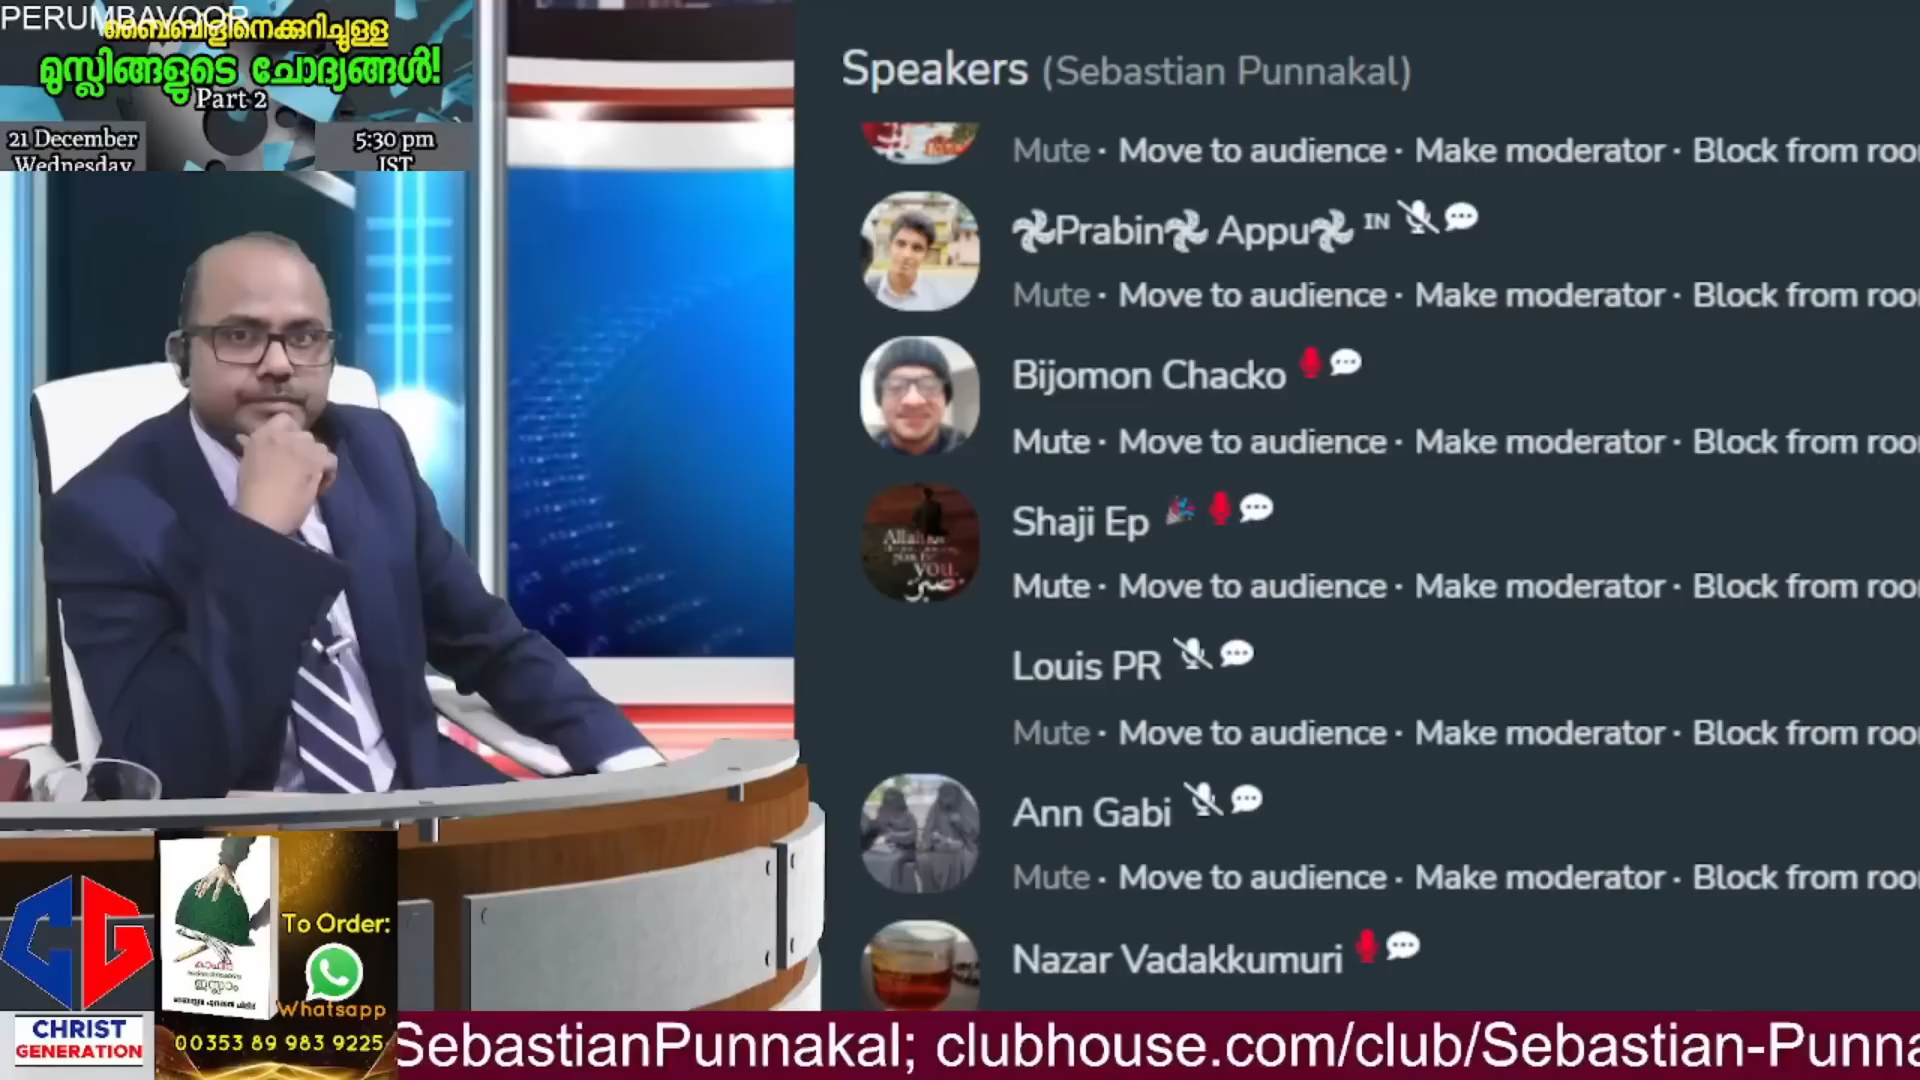 PERUMBAVOOR
ബൈബിളിനെക്കുറിച്ചുള്ള
മുസ്ലിങ്ങളുടെ ചോദ്യങ്ങൾ!
Part 2
21 December
Wednesday
5:30 pm
IST
Speakers (Sebastian Punnakal)
Mute · Move to audience · Make moderator · Block from roo
Prabin Appu IN
Mute · Move to audience · Make moderator · Block from roo
Bijomon Chacko
Mute · Move to audience · Make moderator · Block from roo
Shaji Ep
Allah
you.
Mute · Move to audience · Make moderator · Block from roo
Louis PR
Mute · Move to audience · Make moderator · Block from roo
Ann Gabi
Mute · Move to audience · Make moderator · Block from roo
Nazar Vadakkumuri
CG
CHRIST
GENERATION
ഇസ്ലാം
To Order:
Whatsapp
00353 89 983 9225
SebastianPunnakal; clubhouse.com/club/Sebastian-Punna